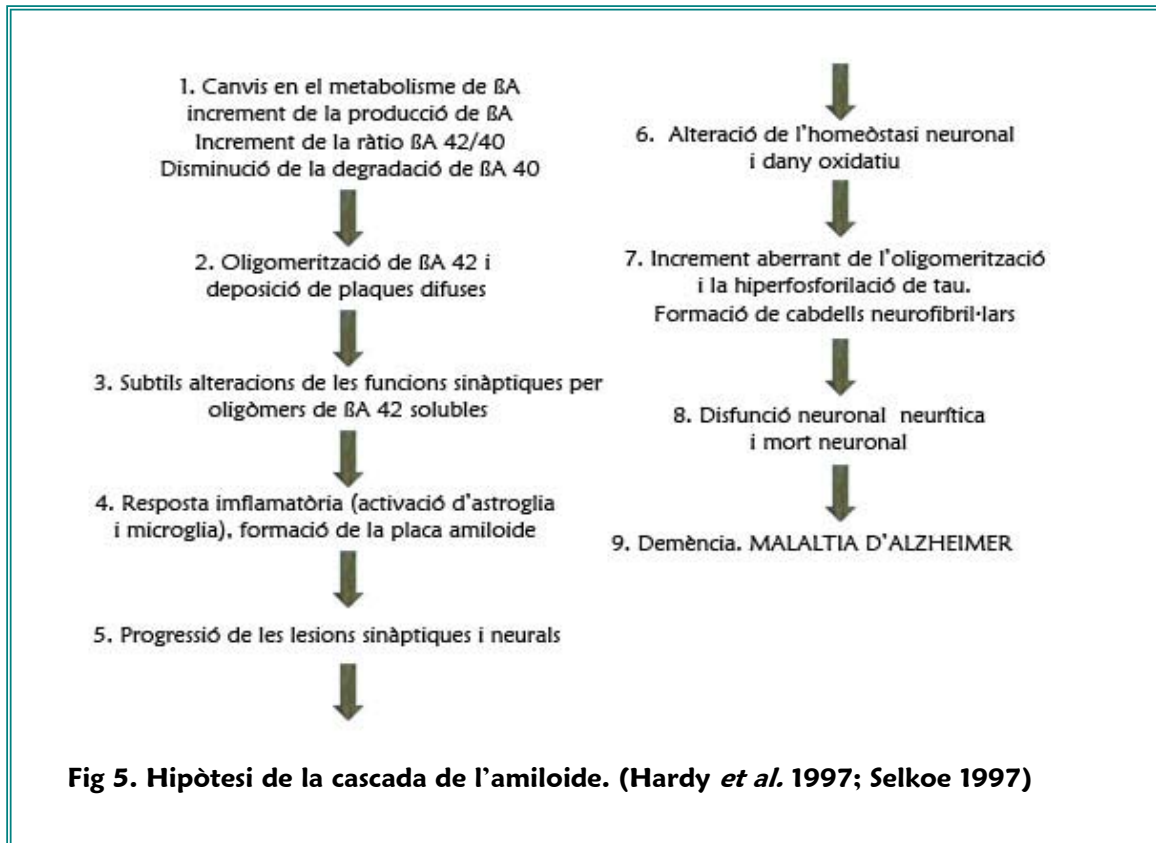 1. Canvis en el metabolisme de ßA
increment de la producció de ßA
Increment de la ràtio ßA 42/40
Disminució de la degradació de ßA 40
2. Oligomerització de ßA 42 i
deposició de plaques difuses
3. Subtils alteracions de les funcions sinàptiques per
oligòmers de ßA 42 solubles
4. Resposta imflamatòria (activació d'astroglia
i microglia), formació de la placa amiloide
5. Progressió de les lesions sinàptiques i neurals
6. Alteració de l'homeòstasi neuronal
i dany oxidatiu
7. Increment aberrant de l'oligomerització
i la hiperfosforilació de tau.
Formació de cabdells neurofibril·lars
8. Disfunció neuronal neurítica
i mort neuronal
9. Demència. MALALTIA D'ALZHEIMER
Fig 5. Hipòtesi de la cascada de l'amiloide. (Hardy et al. 1997; Selkoe 1997)